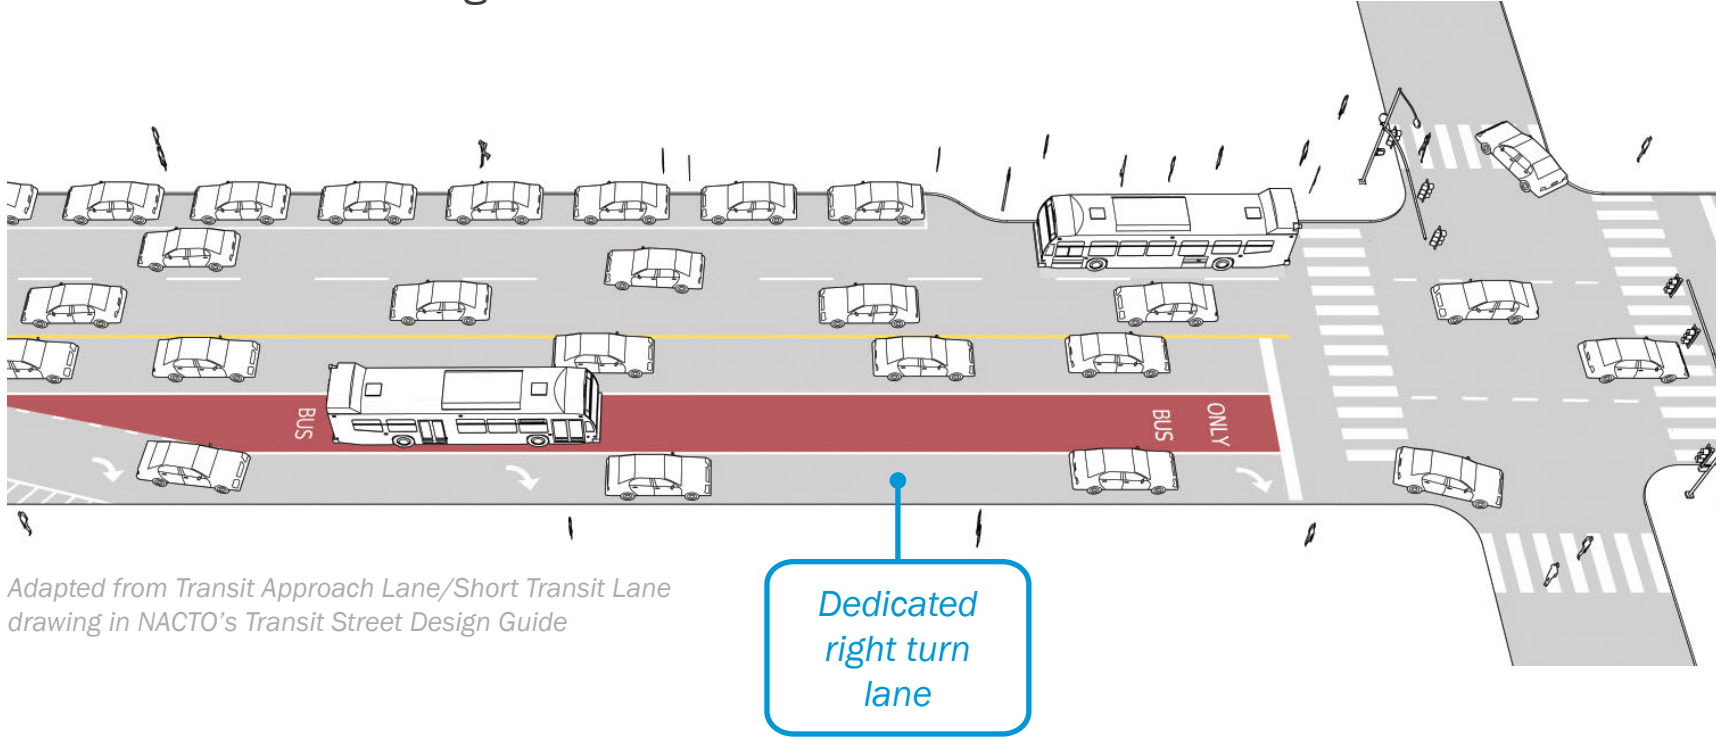 BUS
BUS
ONLY
Adapted from Transit Approach Lane/Short Transit Lane
drawing in NACTO's Transit Street Design Guide
Dedicated
right turn
lane